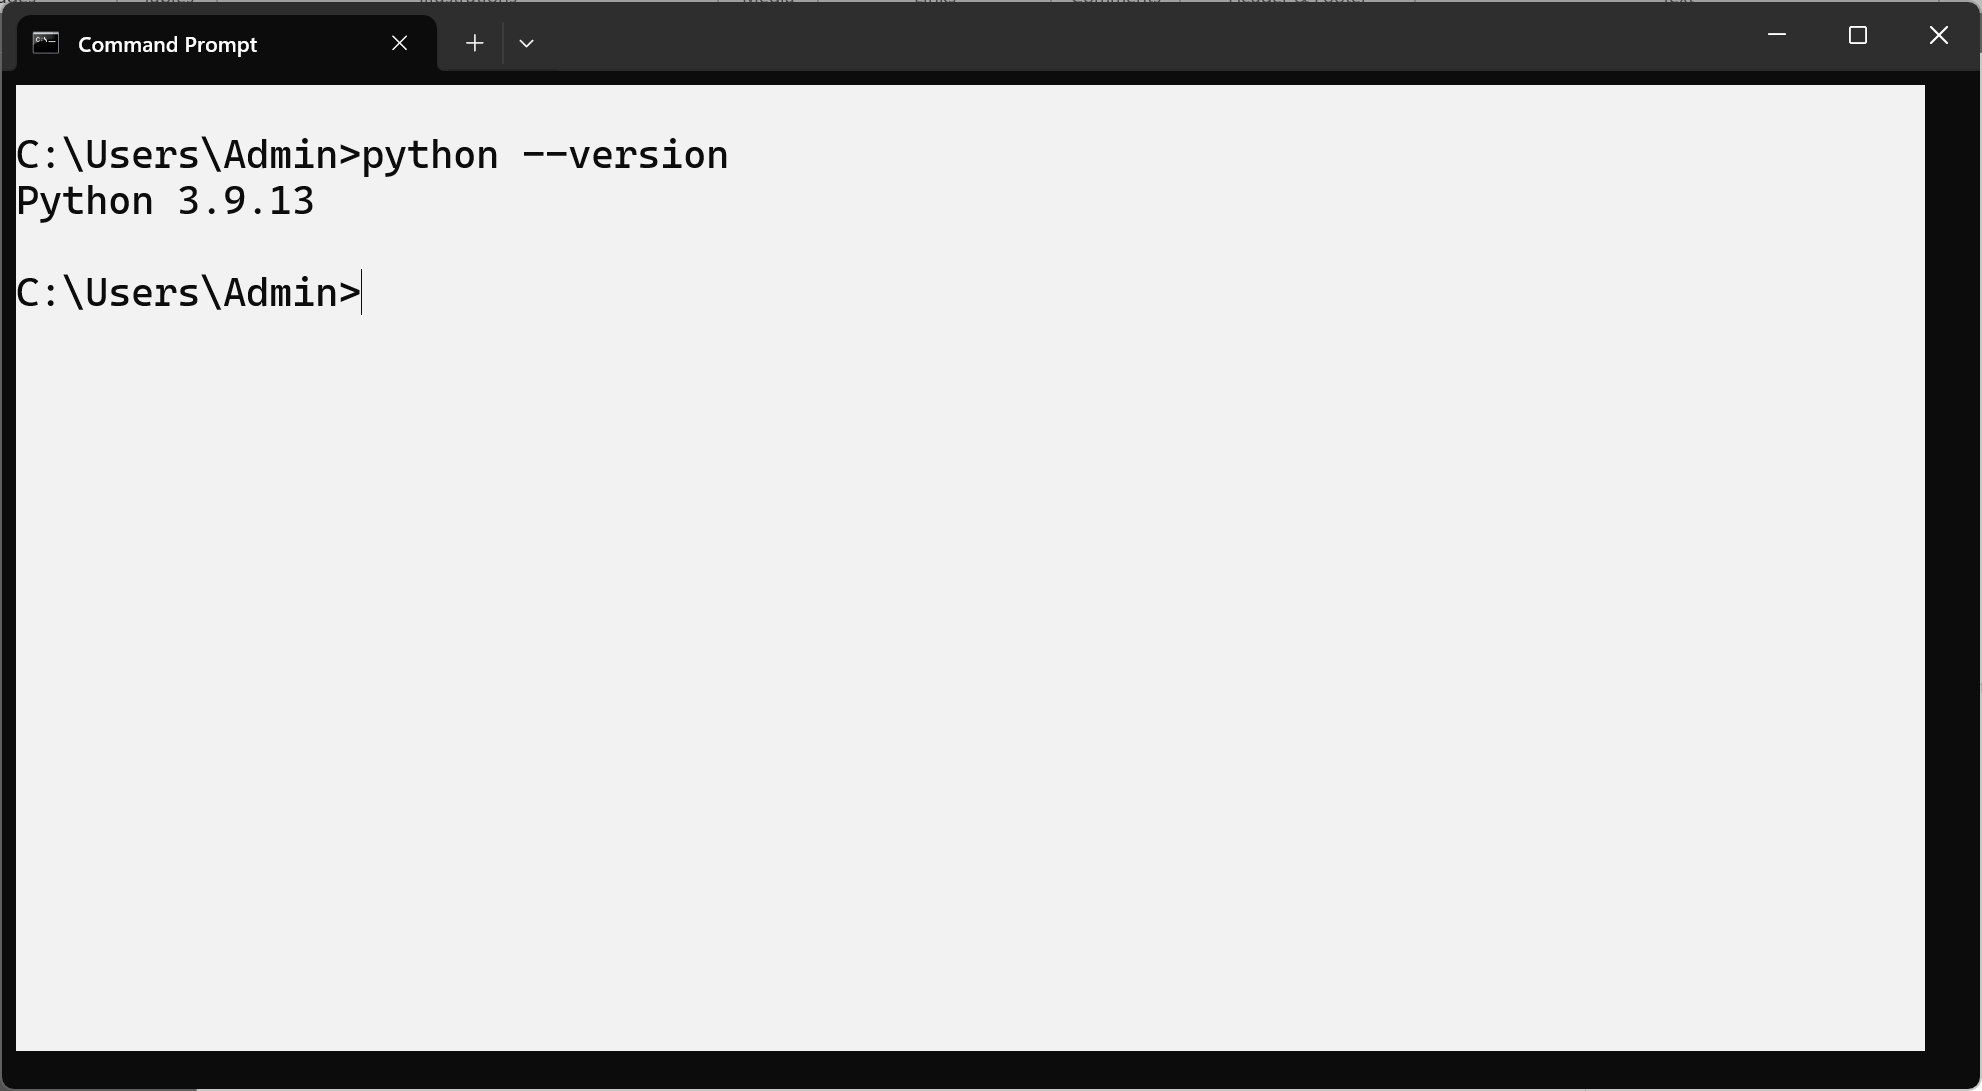 Command Prompt
C:\Users\Admin>python --version
Python 3.9.13
C:\Users\Admin>